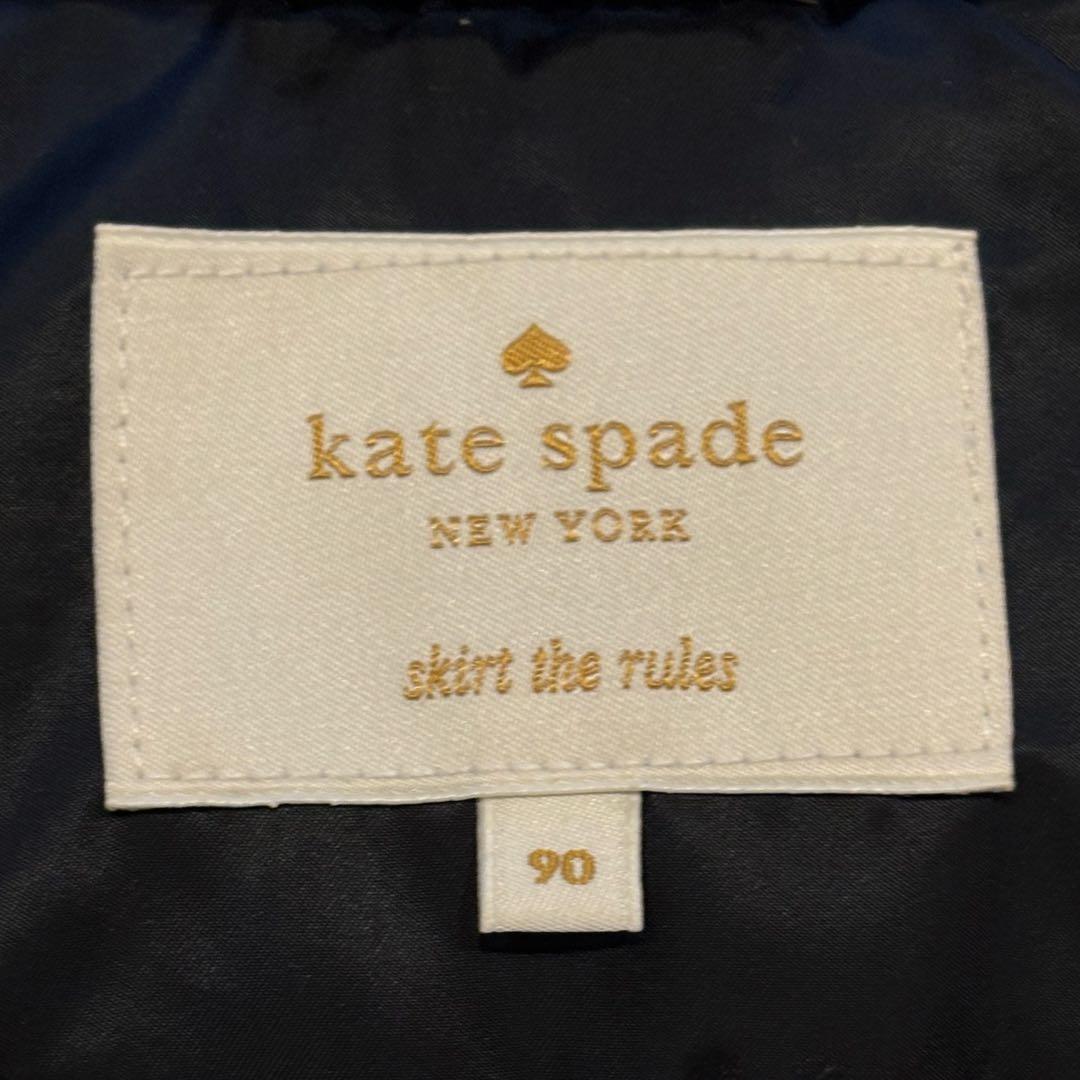 kate spade
NEW YORK
skirt the rules
90